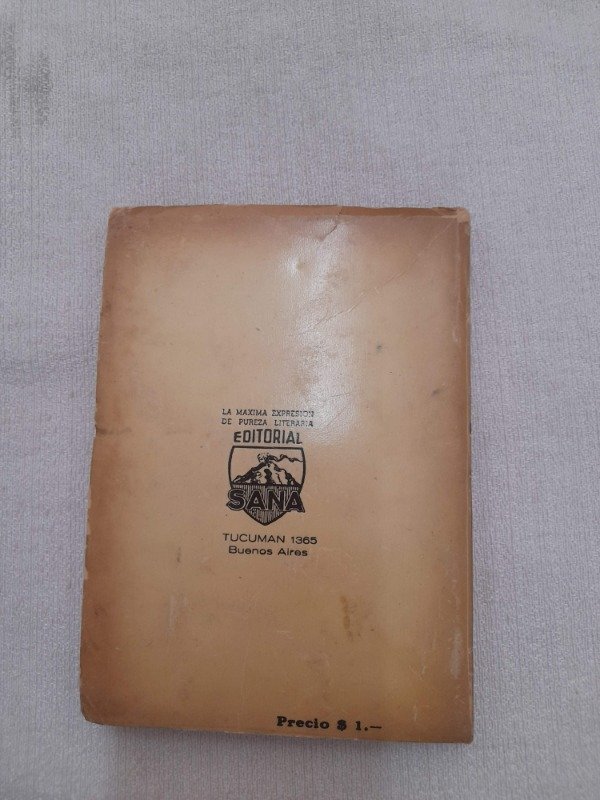 LA MAXIMA EXPRESION
DE PUREZA LITERARIA
EDITORIAL
SANA
TUCUMAN 1365
Buenos Aires
Precio $ 1.—